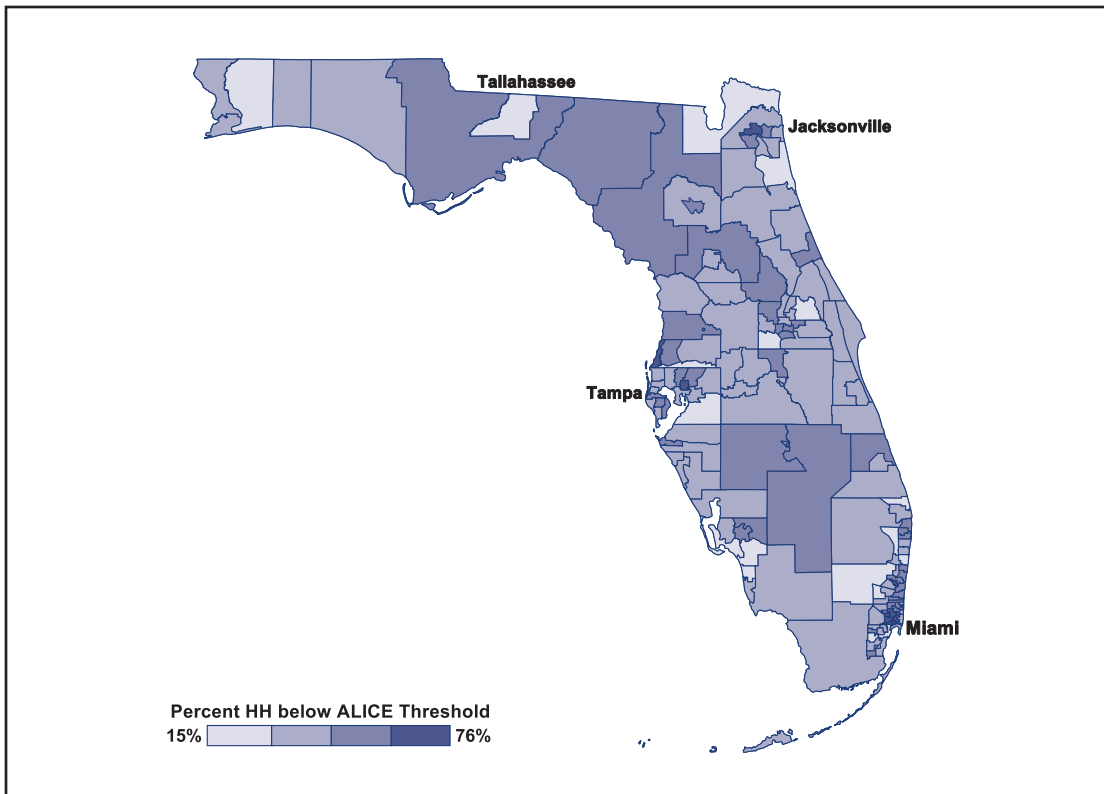 Tallahassee
Jacksonville
Tampa
Miami
Percent HH below ALICE Threshold
15% 76%